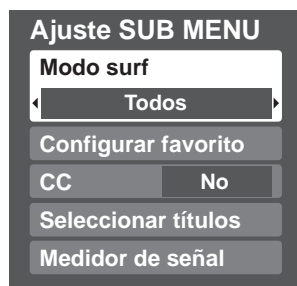 Ajuste SUB MENU
Modo surf
Todos
Configurar favorito
CC No
Seleccionar títulos
Medidor de señal